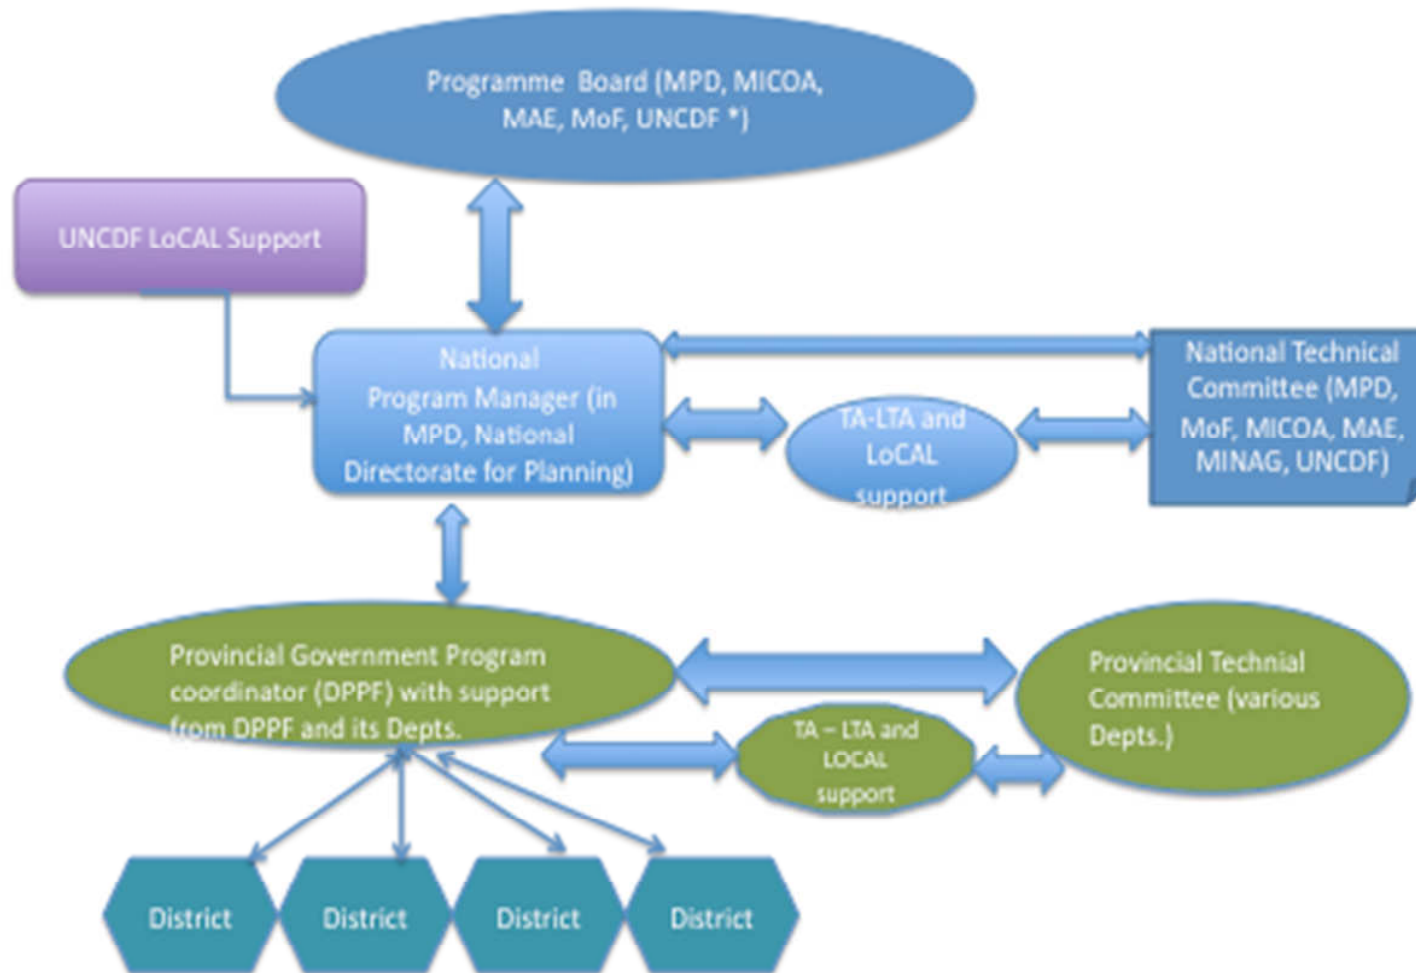 Programme Board (MPD, MICOA,
MAE, MoF, UNCDF *)
UNCDF LoCAL Support
National
Program Manager (in
MPD, National
Directorate for Planning)
TA-LTA and
LoCAL
support
National Technical
Committee (MPD,
MoF, MICOA, MAE,
MINAG, UNCDF)
Provincial Government Program
coordinator (DPPF) with support
from DPPF and its Depts.
TA – LTA and
LOCAL
support
Provincial Technial
Committee (various
Depts.)
District
District
District
District